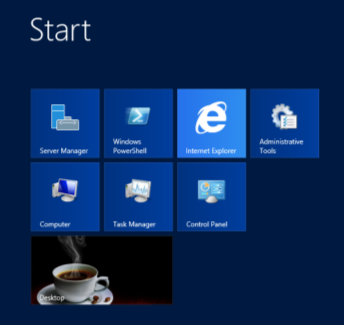 Start
Server Manager
Windows
PowerShell
Internet Explorer
Administrative
Tools
Computer
Task Manager
Control Panel
Desktop